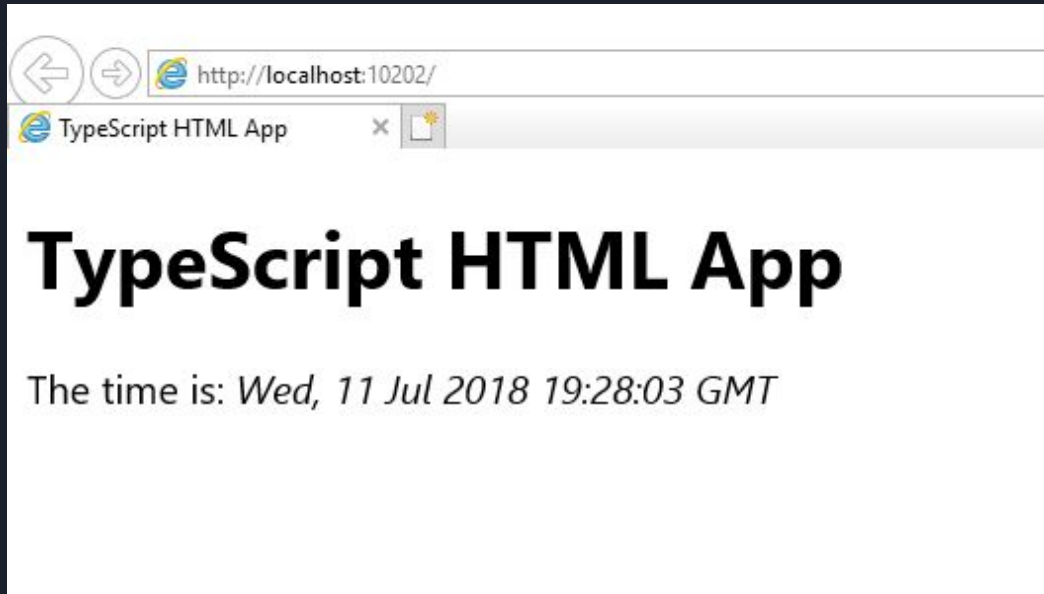 http://localhost:10202/
TypeScript HTML App
TypeScript HTML App
The time is: Wed, 11 Jul 2018 19:28:03 GMT